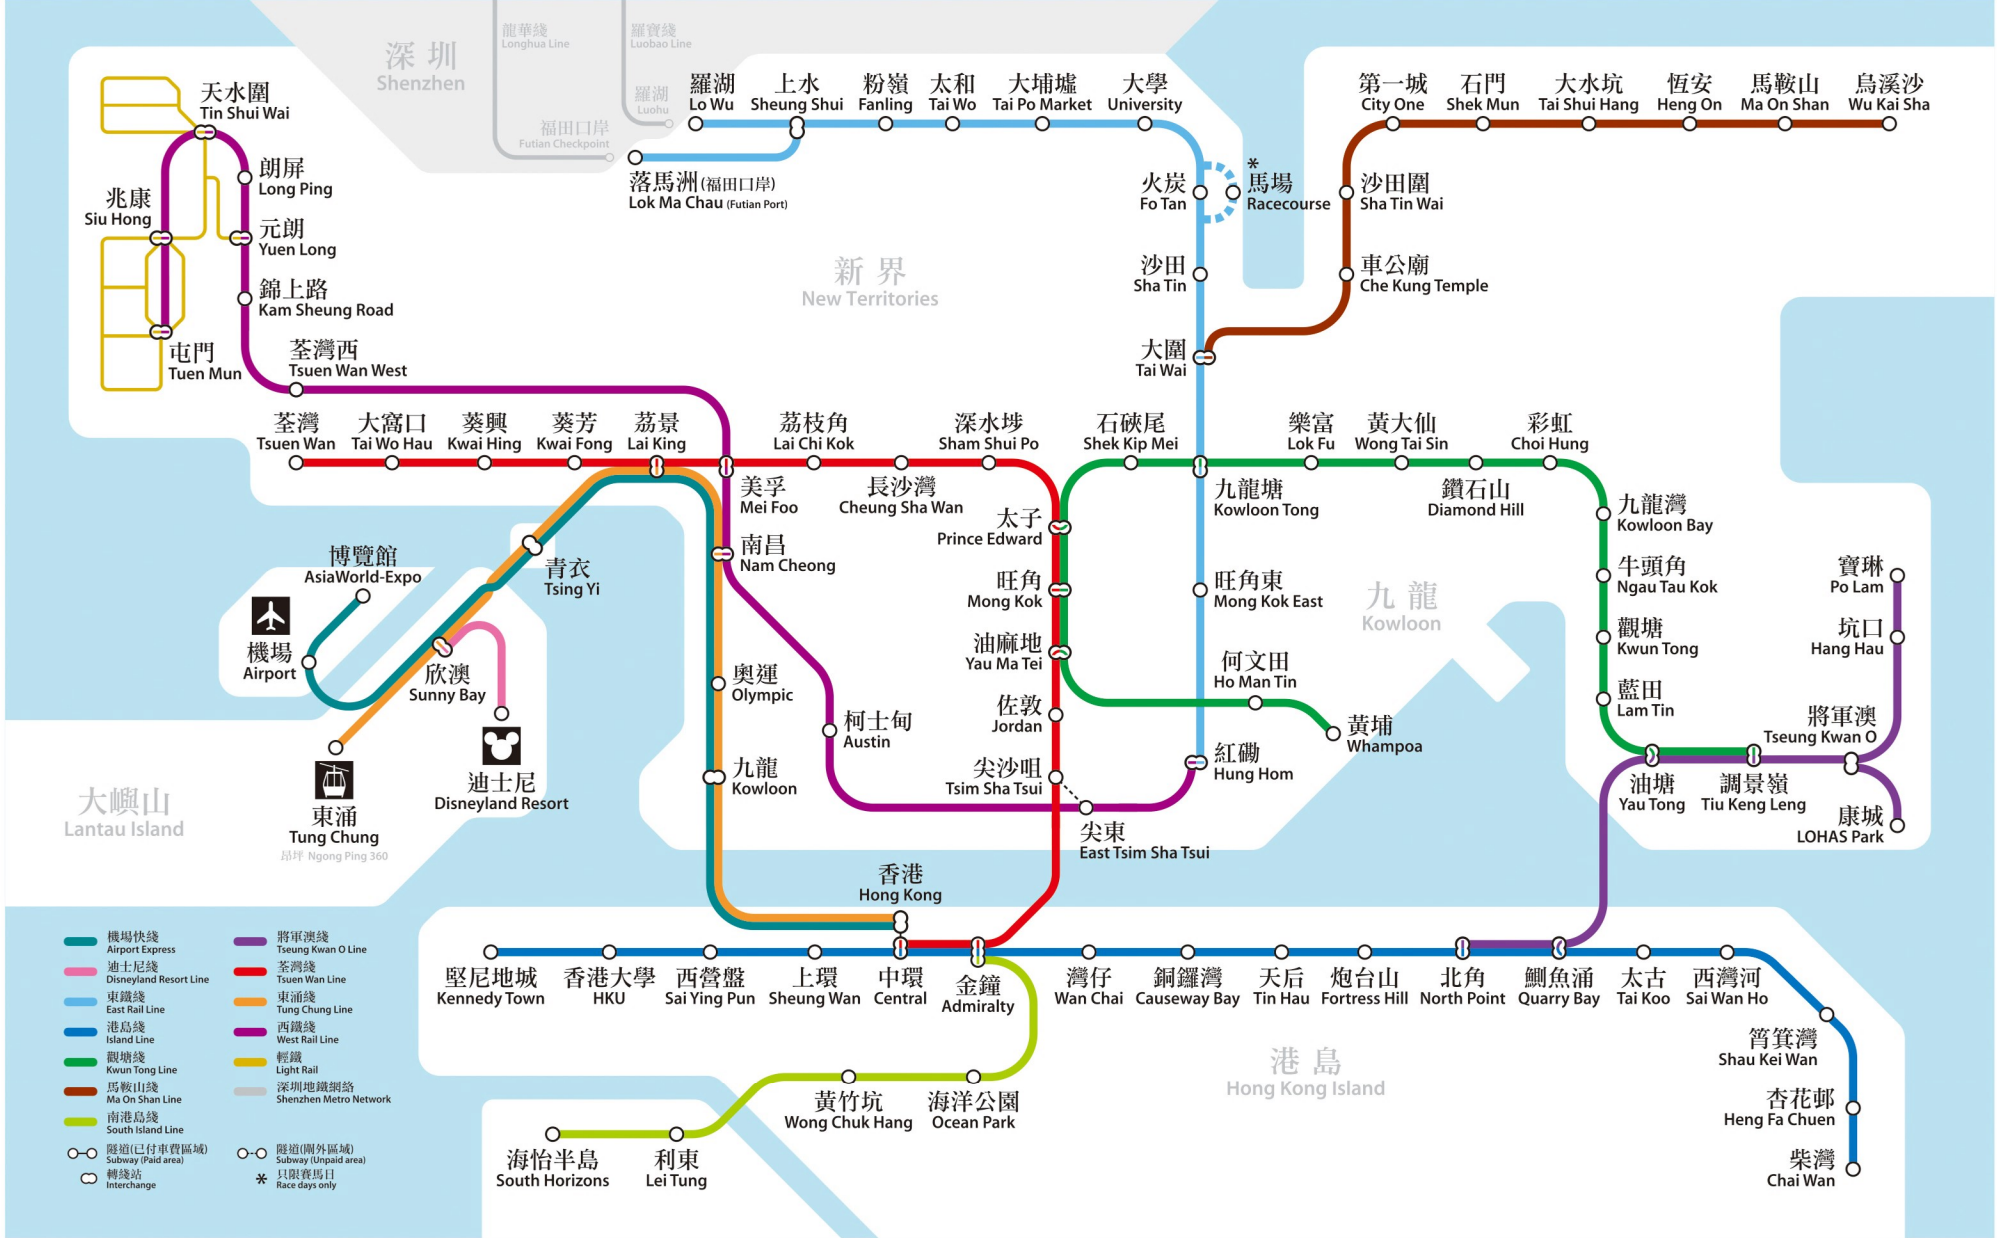 深圳
Shenzhen
龍華綫
Longhua Line
羅寶綫
Luobao Line
羅湖
Luohu
福田口岸
Futian Checkpoint
羅湖
Lo Wu
上水
Sheung Shui
粉嶺
Fanling
太和
Tai Wo
大埔墟
Tai Po Market
大學
University
落馬洲(福田口岸)
Lok Ma Chau (Futian Port)
火炭
Fo Tan
*
馬場
Racecourse
沙田
Sha Tin
大圍
Tai Wai
第一城
City One
石門
Shek Mun
大水坑
Tai Shui Hang
恆安
Heng On
馬鞍山
Ma On Shan
烏溪沙
Wu Kai Sha
沙田圍
Sha Tin Wai
車公廟
Che Kung Temple
天水圍
Tin Shui Wai
朗屏
Long Ping
兆康
Siu Hong
元朗
Yuen Long
錦上路
Kam Sheung Road
屯門
Tuen Mun
荃灣西
Tsuen Wan West
新界
New Territories
荃灣
Tsuen Wan
大窩口
Tai Wo Hau
葵興
Kwai Hing
葵芳
Kwai Fong
荔景
Lai King
荔枝角
Lai Chi Kok
深水埗
Sham Shui Po
石硤尾
Shek Kip Mei
樂富
Lok Fu
黃大仙
Wong Tai Sin
彩虹
Choi Hung
美孚
Mei Foo
長沙灣
Cheung Sha Wan
太子
Prince Edward
九龍塘
Kowloon Tong
鑽石山
Diamond Hill
九龍灣
Kowloon Bay
南昌
Nam Cheong
博覽館
AsiaWorld-Expo
青衣
Tsing Yi
旺角
Mong Kok
旺角東
Mong Kok East
九龍
Kowloon
牛頭角
Ngau Tau Kok
寶琳
Po Lam
機場
Airport
欣澳
Sunny Bay
奧運
Olympic
油麻地
Yau Ma Tei
何文田
Ho Man Tin
觀塘
Kwun Tong
坑口
Hang Hau
柯士甸
Austin
佐敦
Jordan
黃埔
Whampoa
藍田
Lam Tin
將軍澳
Tseung Kwan O
九龍
Kowloon
尖沙咀
Tsim Sha Tsui
紅磡
Hung Hom
油塘
Yau Tong
調景嶺
Tiu Keng Leng
康城
LOHAS Park
大嶼山
Lantau Island
東涌
Tung Chung
昂坪 Ngong Ping 360
迪士尼
Disneyland Resort
尖東
East Tsim Sha Tsui
香港
Hong Kong
堅尼地城
Kennedy Town
香港大學
HKU
西營盤
Sai Ying Pun
上環
Sheung Wan
中環
Central
金鐘
Admiralty
灣仔
Wan Chai
銅鑼灣
Causeway Bay
天后
Tin Hau
炮台山
Fortress Hill
北角
North Point
鰂魚涌
Quarry Bay
太古
Tai Koo
西灣河
Sai Wan Ho
筲箕灣
Shau Kei Wan
杏花邨
Heng Fa Chuen
柴灣
Chai Wan
港島
Hong Kong Island
黃竹坑
Wong Chuk Hang
海洋公園
Ocean Park
海怡半島
South Horizons
利東
Lei Tung
機場快綫
Airport Express
迪士尼綫
Disneyland Resort Line
東鐵綫
East Rail Line
港島綫
Island Line
觀塘綫
Kwun Tong Line
馬鞍山綫
Ma On Shan Line
南港島綫
South Island Line
隧道(已付車費區域)
Subway (Paid area)
轉綫站
Interchange
將軍澳綫
Tseung Kwan O Line
荃灣綫
Tsuen Wan Line
東涌綫
Tung Chung Line
西鐵綫
West Rail Line
輕鐵
Light Rail
深圳地鐵網絡
Shenzhen Metro Network
隧道(閘外區域)
Subway (Unpaid area)
* 只限賽馬日
Race days only